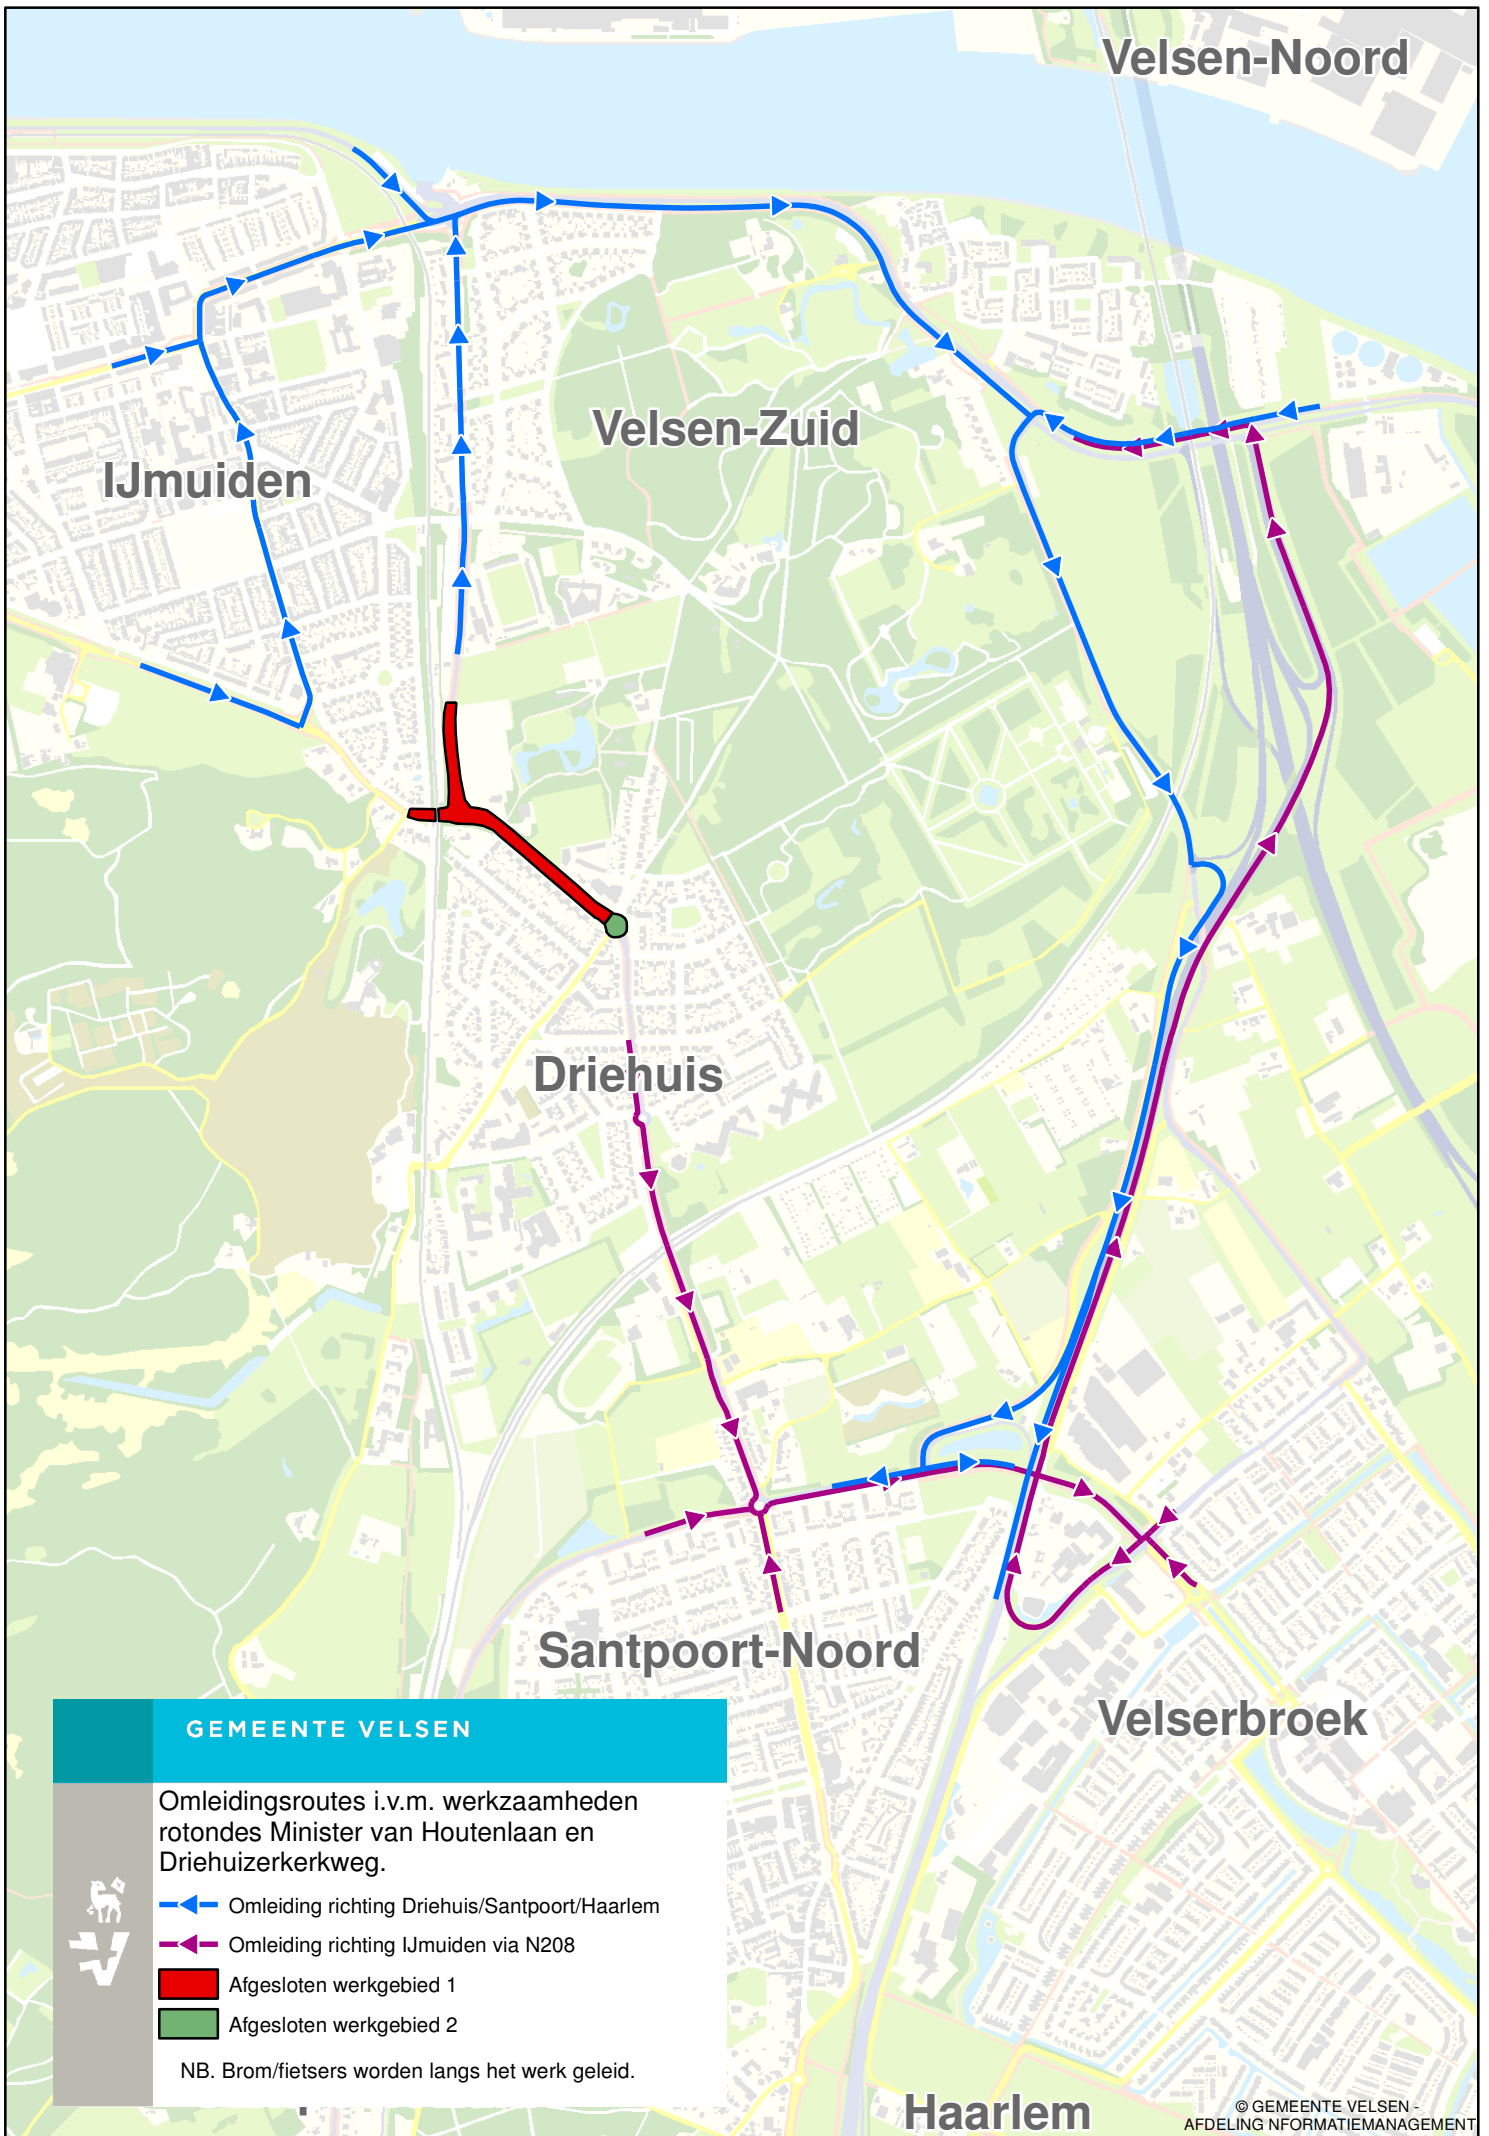 Velsen-Noord
Velsen-Zuid
IJmuiden
Driehuis
Santpoort-Noord
Velserbroek
GEMEENTE VELSEN
Omleidingsroutes i.v.m. werkzaamheden
rotondes Minister van Houtenlaan en
Driehuizerkerkweg.
Omleiding richting Driehuis/Santpoort/Haarlem
Omleiding richting IJmuiden via N208
Afgesloten werkgebied 1
Afgesloten werkgebied 2
NB. Brom/fietsers worden langs het werk geleid.
Haarlem
© GEMEENTE VELSEN -
AFDELING NFORMATIEMANAGEMENT